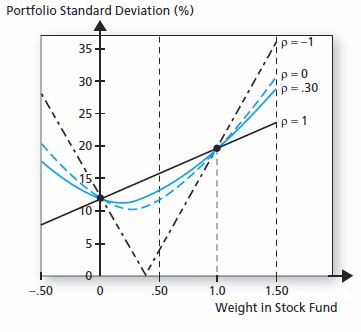 Portfolio Standard Deviation (%)
35
30
25
20
15
10
5
0
ρ = –1
ρ = 0
ρ = .30
ρ = 1
–.50
0
.50
1.0
1.50
Weight in Stock Fund